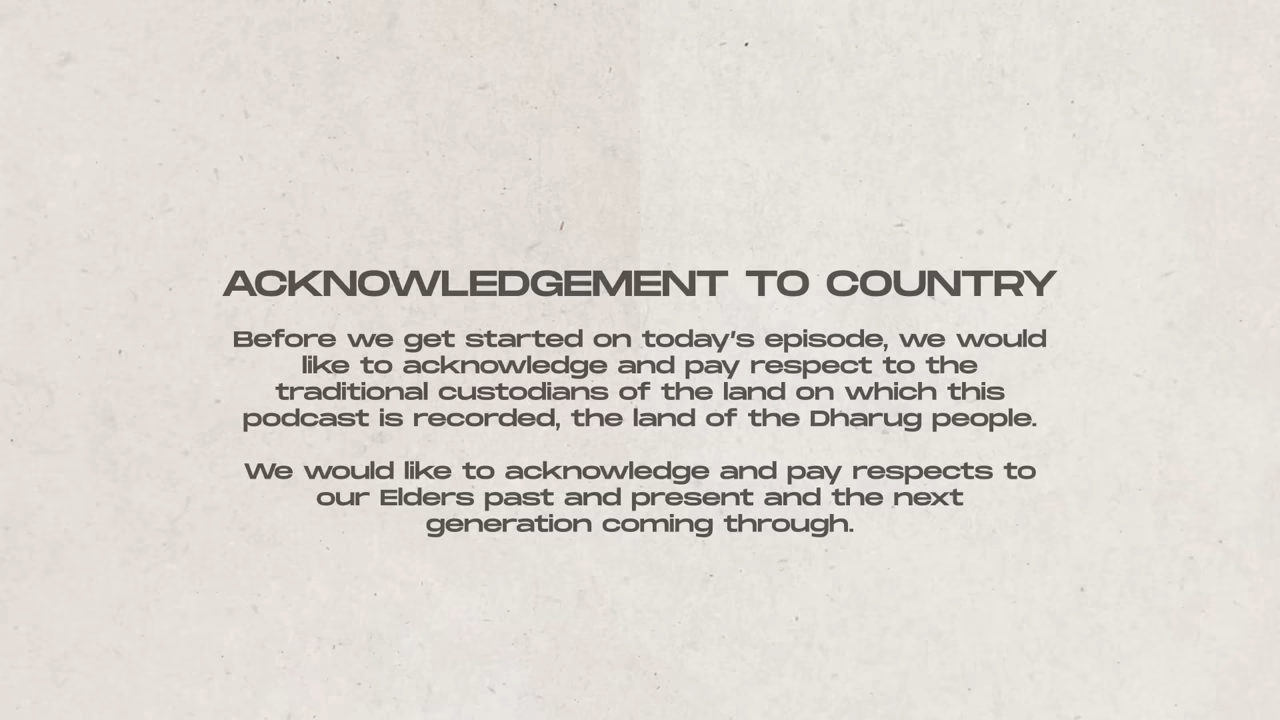 ACKNOWLEDGEMENT TO COUNTRY
Before we get started on today's episode, we would
like to acknowledge and pay respect to the
traditional custodians of the land on which this
podcast is recorded, the land of the Dharug people.
We would like to acknowledge and pay respects to
our Elders past and present and the next
generation coming through.